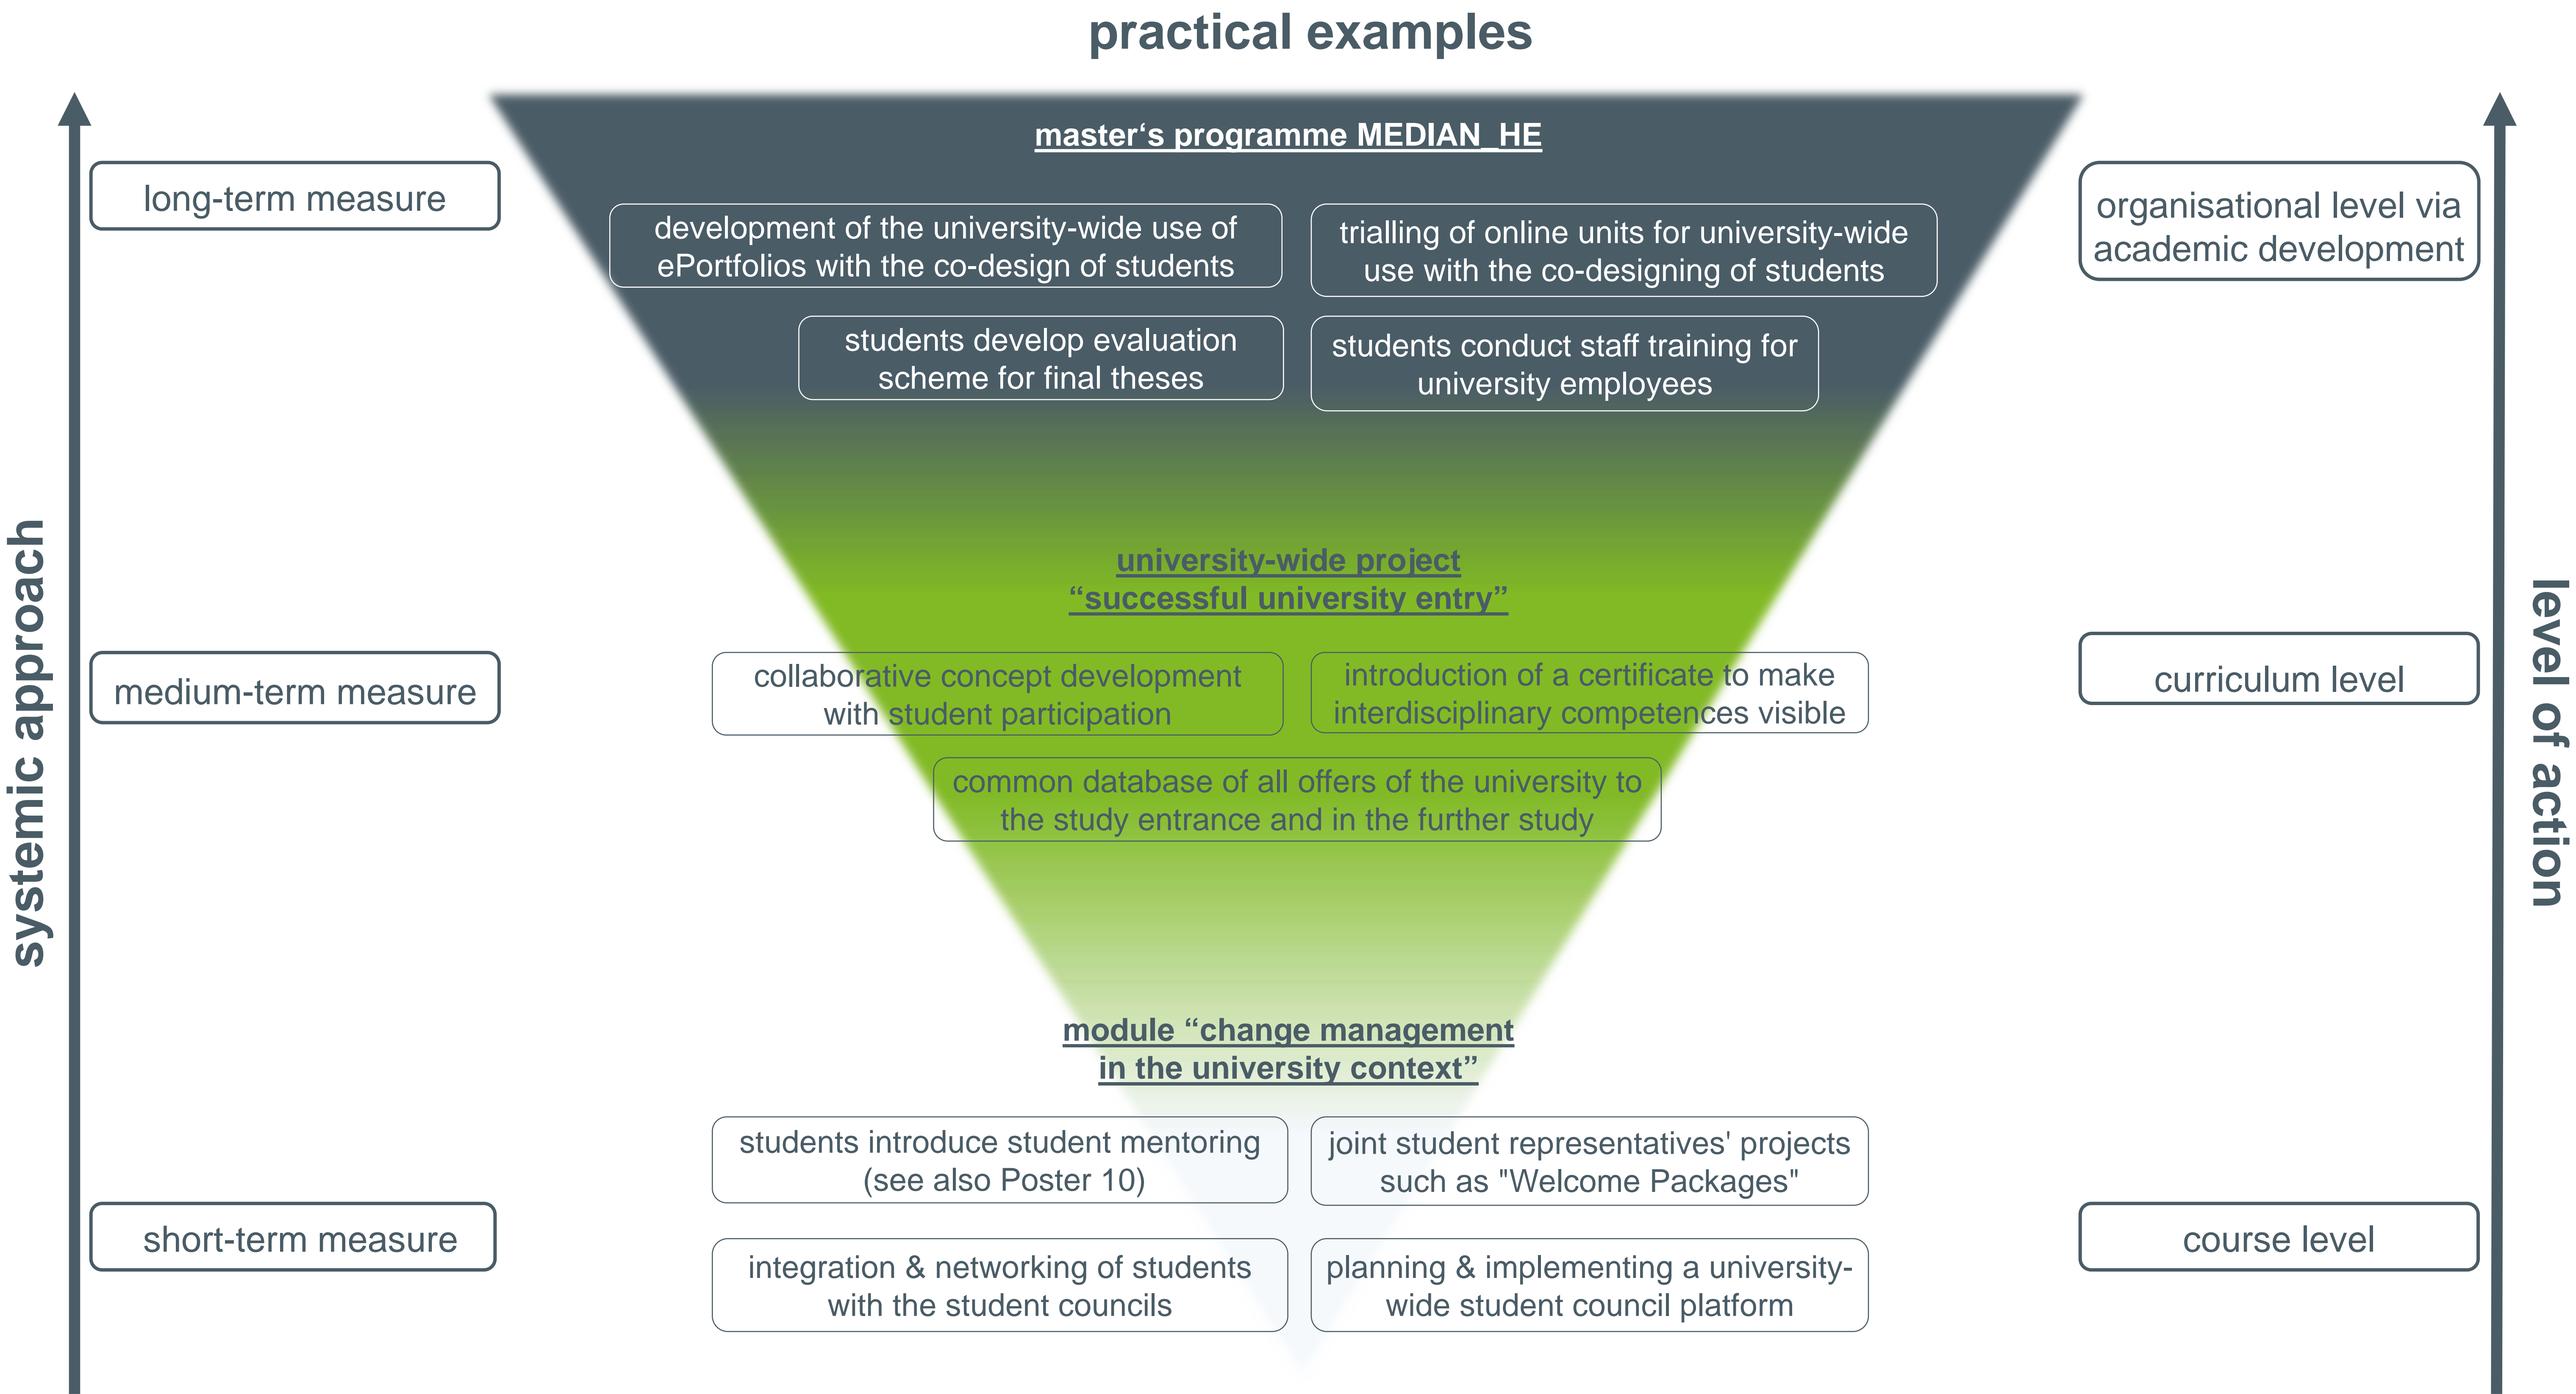 practical examples
systemic approach
level of action
long-term measure
master‘s programme MEDIAN_HE
development of the university-wide use of
ePortfolios with the co-design of students
trialling of online units for university-wide
use with the co-designing of students
students develop evaluation
scheme for final theses
students conduct staff training for
university employees
organisational level via
academic development
medium-term measure
university-wide project
“successful university entry”
collaborative concept development
with student participation
introduction of a certificate to make
interdisciplinary competences visible
common database of all offers of the university to
the study entrance and in the further study
curriculum level
short-term measure
module “change management
in the university context”
students introduce student mentoring
(see also Poster 10)
joint student representatives' projects
such as "Welcome Packages"
integration & networking of students
with the student councils
planning & implementing a university-
wide student council platform
course level